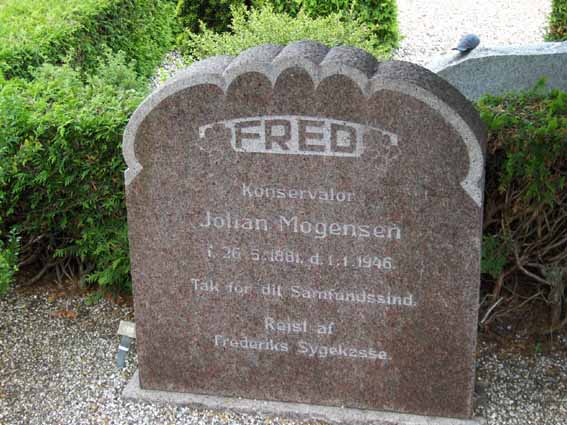 FRED
Konservator
Johan Mogensen
f. 26.5.1881. d. 1.1.1946.
Tak for dit Samfundssind.
Rejst af
Frederiks Sygekasse.